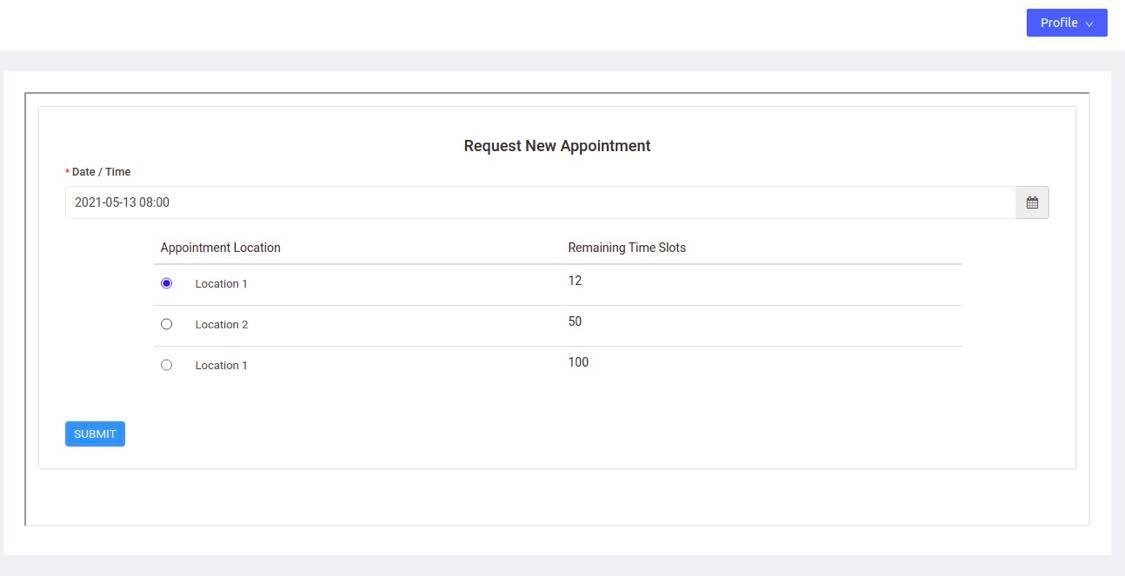 Profile
Request New Appointment
* Date / Time
2021-05-13 08:00
Appointment Location Remaining Time Slots
Location 1 12
Location 2 50
Location 1 100
SUBMIT